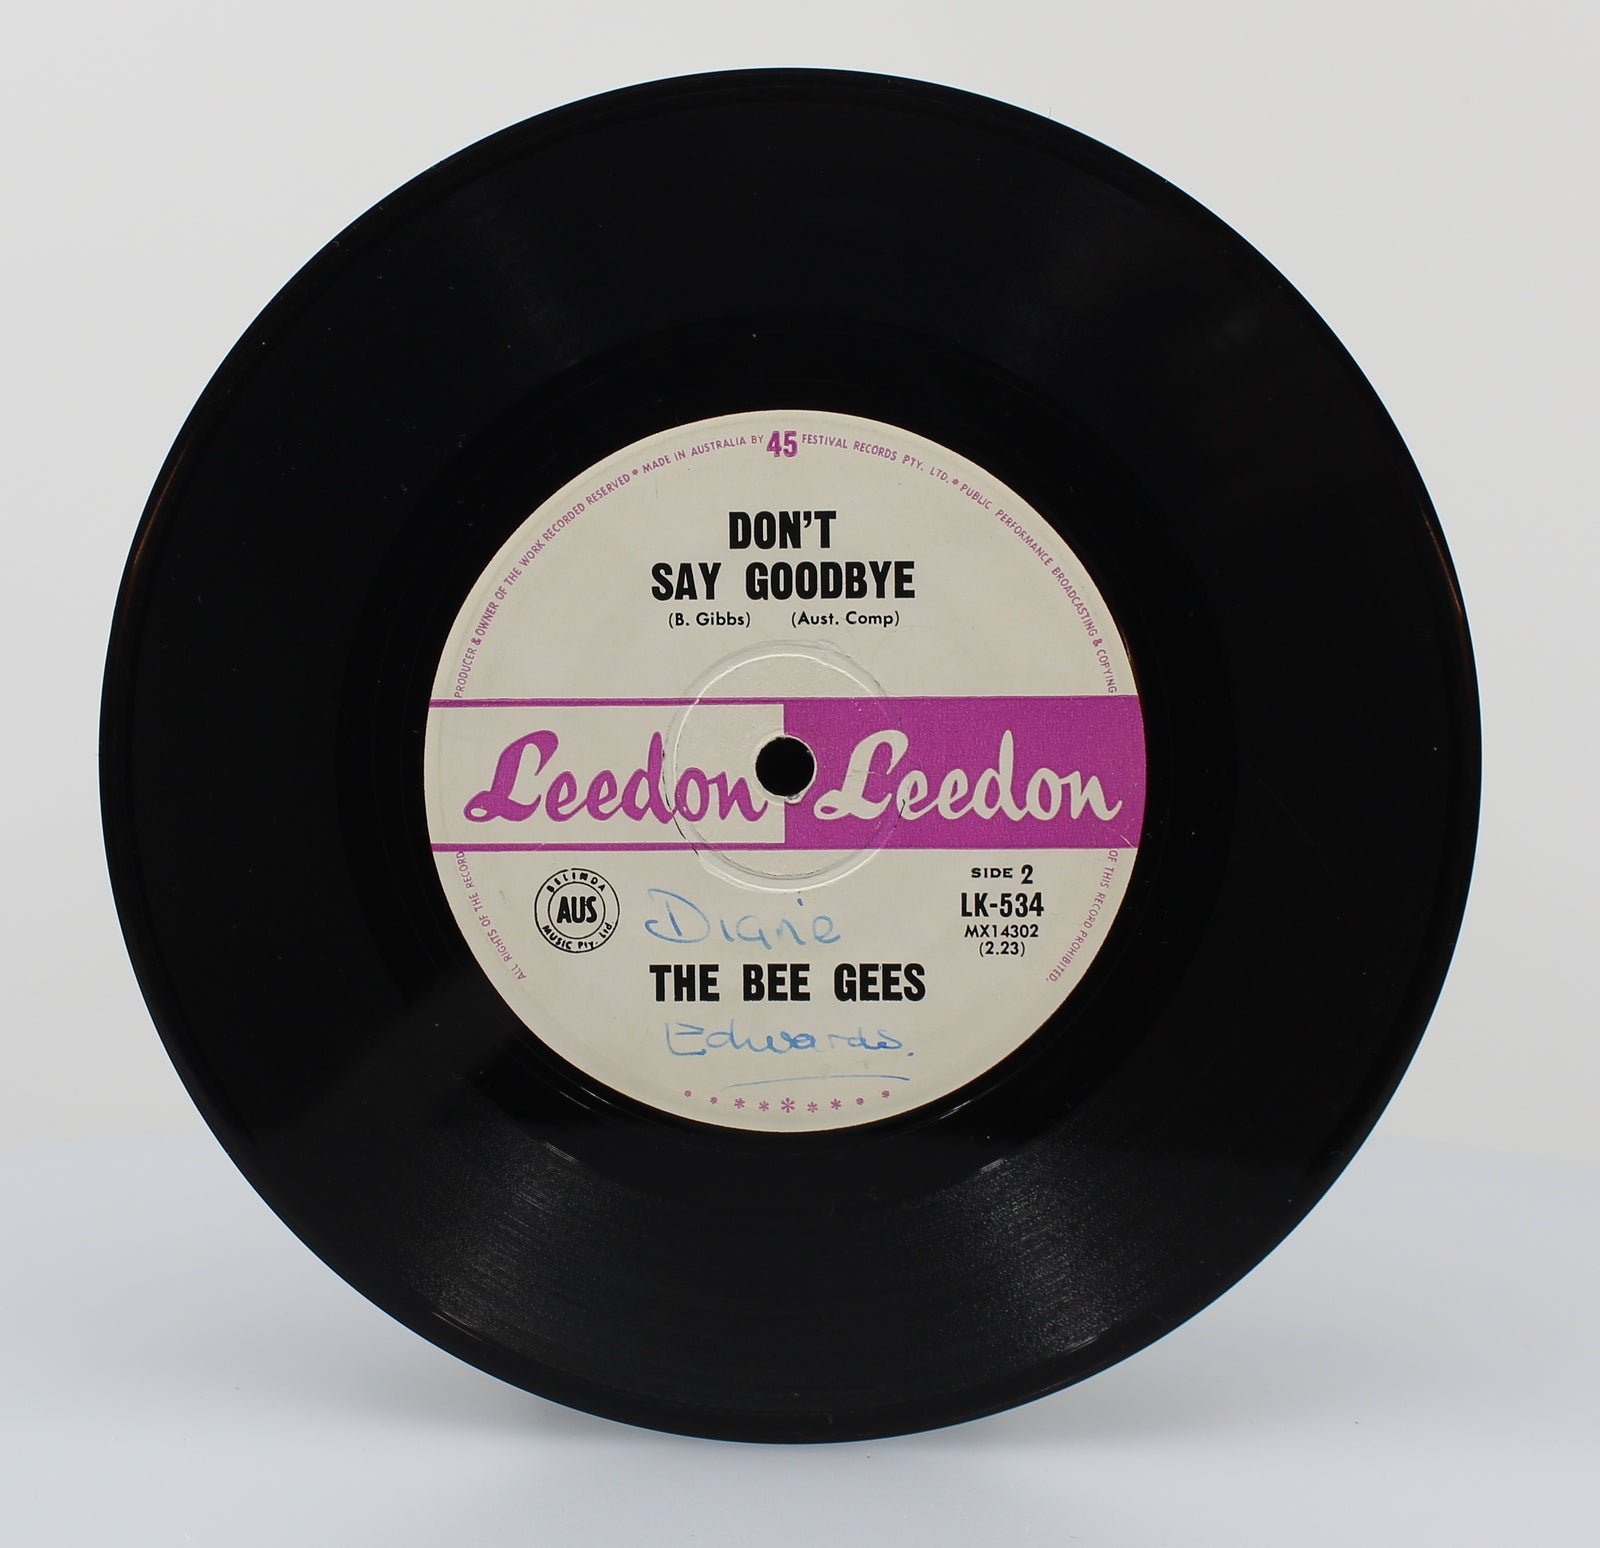 ALL RIGHTS OF THE RECORD PRODUCER & OWNER OF THE WORK RECORDED RESERVED * MADE IN AUSTRALIA BY 45 FESTIVAL RECORDS PTY. LTD. * PUBLIC PERFORMANCE BROADCASTING & COPYING OF THIS RECORD PROHIBITED.
DON'T
SAY GOODBYE
(B. Gibbs) (Aust. Comp)
Leedon Leedon
BELINDA
AUS
MUSIC Pty. Ltd
SIDE 2
LK-534
MX14302
(2.23)
Diane
THE BEE GEES
Edwards.